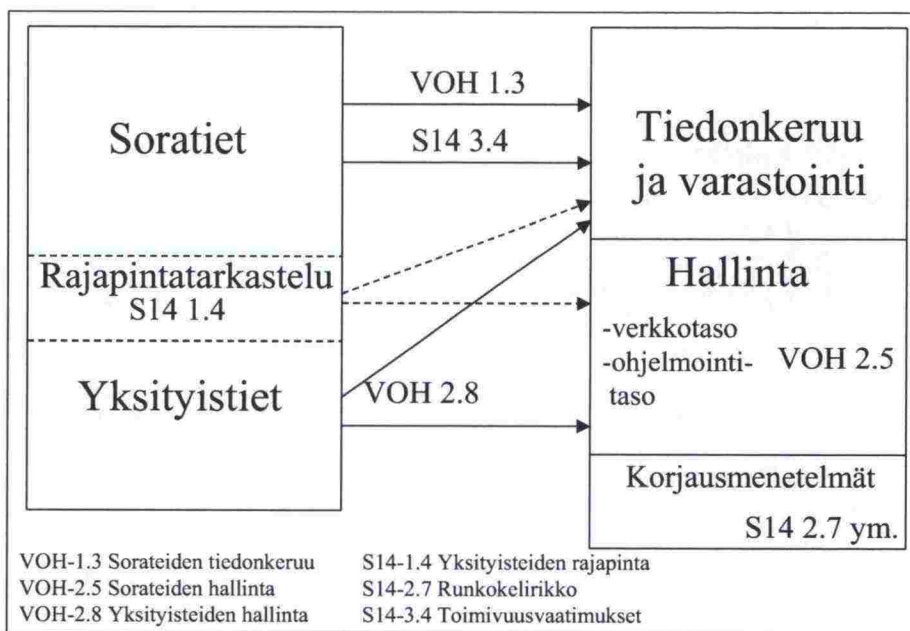 Soratiet
Rajapintatarkastelu
S14 1.4
Yksityistiet
VOH 1.3
S14 3.4
VOH 2.8
Tiedonkeruu
ja varastointi
Hallinta
-verkkotaso
-ohjelmointi-
taso
VOH 2.5
Korjausmenetelmät
S14 2.7 ym.
VOH-1.3 Sorateiden tiedonkeruu
VOH-2.5 Sorateiden hallinta
VOH-2.8 Yksityisteiden hallinta
S14-1.4 Yksityisteiden rajapinta
S14-2.7 Runkokelirikko
S14-3.4 Toimivuusvaatimukset